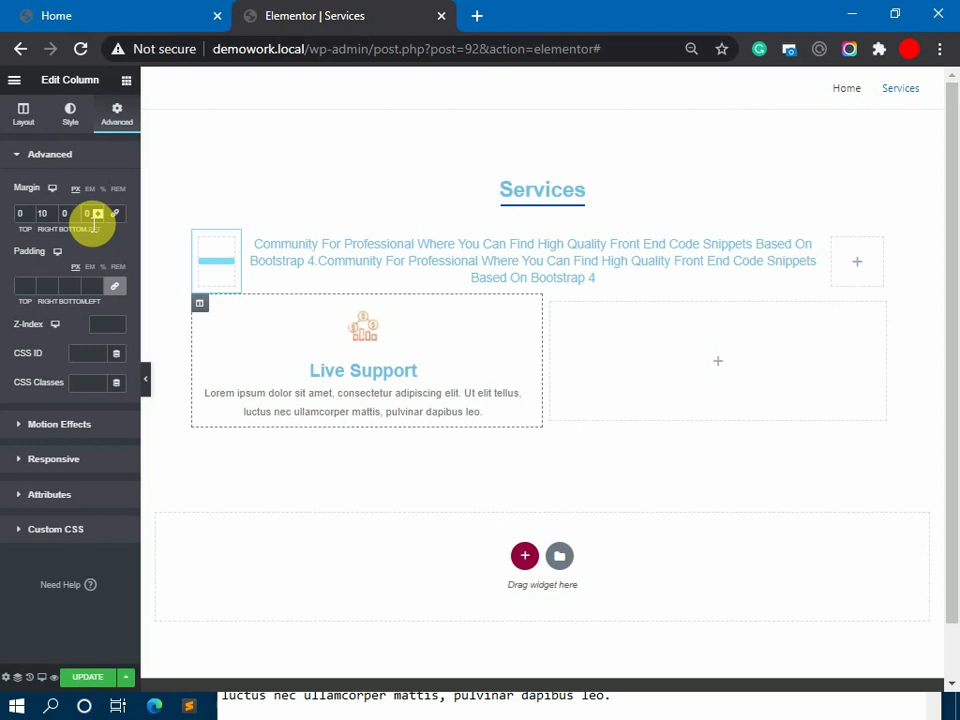 Home
Elementor | Services
Not secure
demowork.local/wp-admin/post.php?post=92&action=elementor#
Edit Column
Layout
Style
Advanced
Advanced
Margin
PX EM % REM
0 10 0 0
TOP RIGHT BOTTOM LEFT
Padding
PX EM % REM
TOP RIGHT BOTTOM LEFT
Z-Index
CSS ID
CSS Classes
Motion Effects
Responsive
Attributes
Custom CSS
Need Help ?
UPDATE
Home Services
Services
Community For Professional Where You Can Find High Quality Front End Code Snippets Based On
Bootstrap 4.Community For Professional Where You Can Find High Quality Front End Code Snippets
Based On Bootstrap 4
Live Support
Lorem ipsum dolor sit amet, consectetur adipiscing elit. Ut elit tellus,
luctus nec ullamcorper mattis, pulvinar dapibus leo.
Drag widget here
luctus nec ullamcorper mattis, pulvinar dapibus leo.